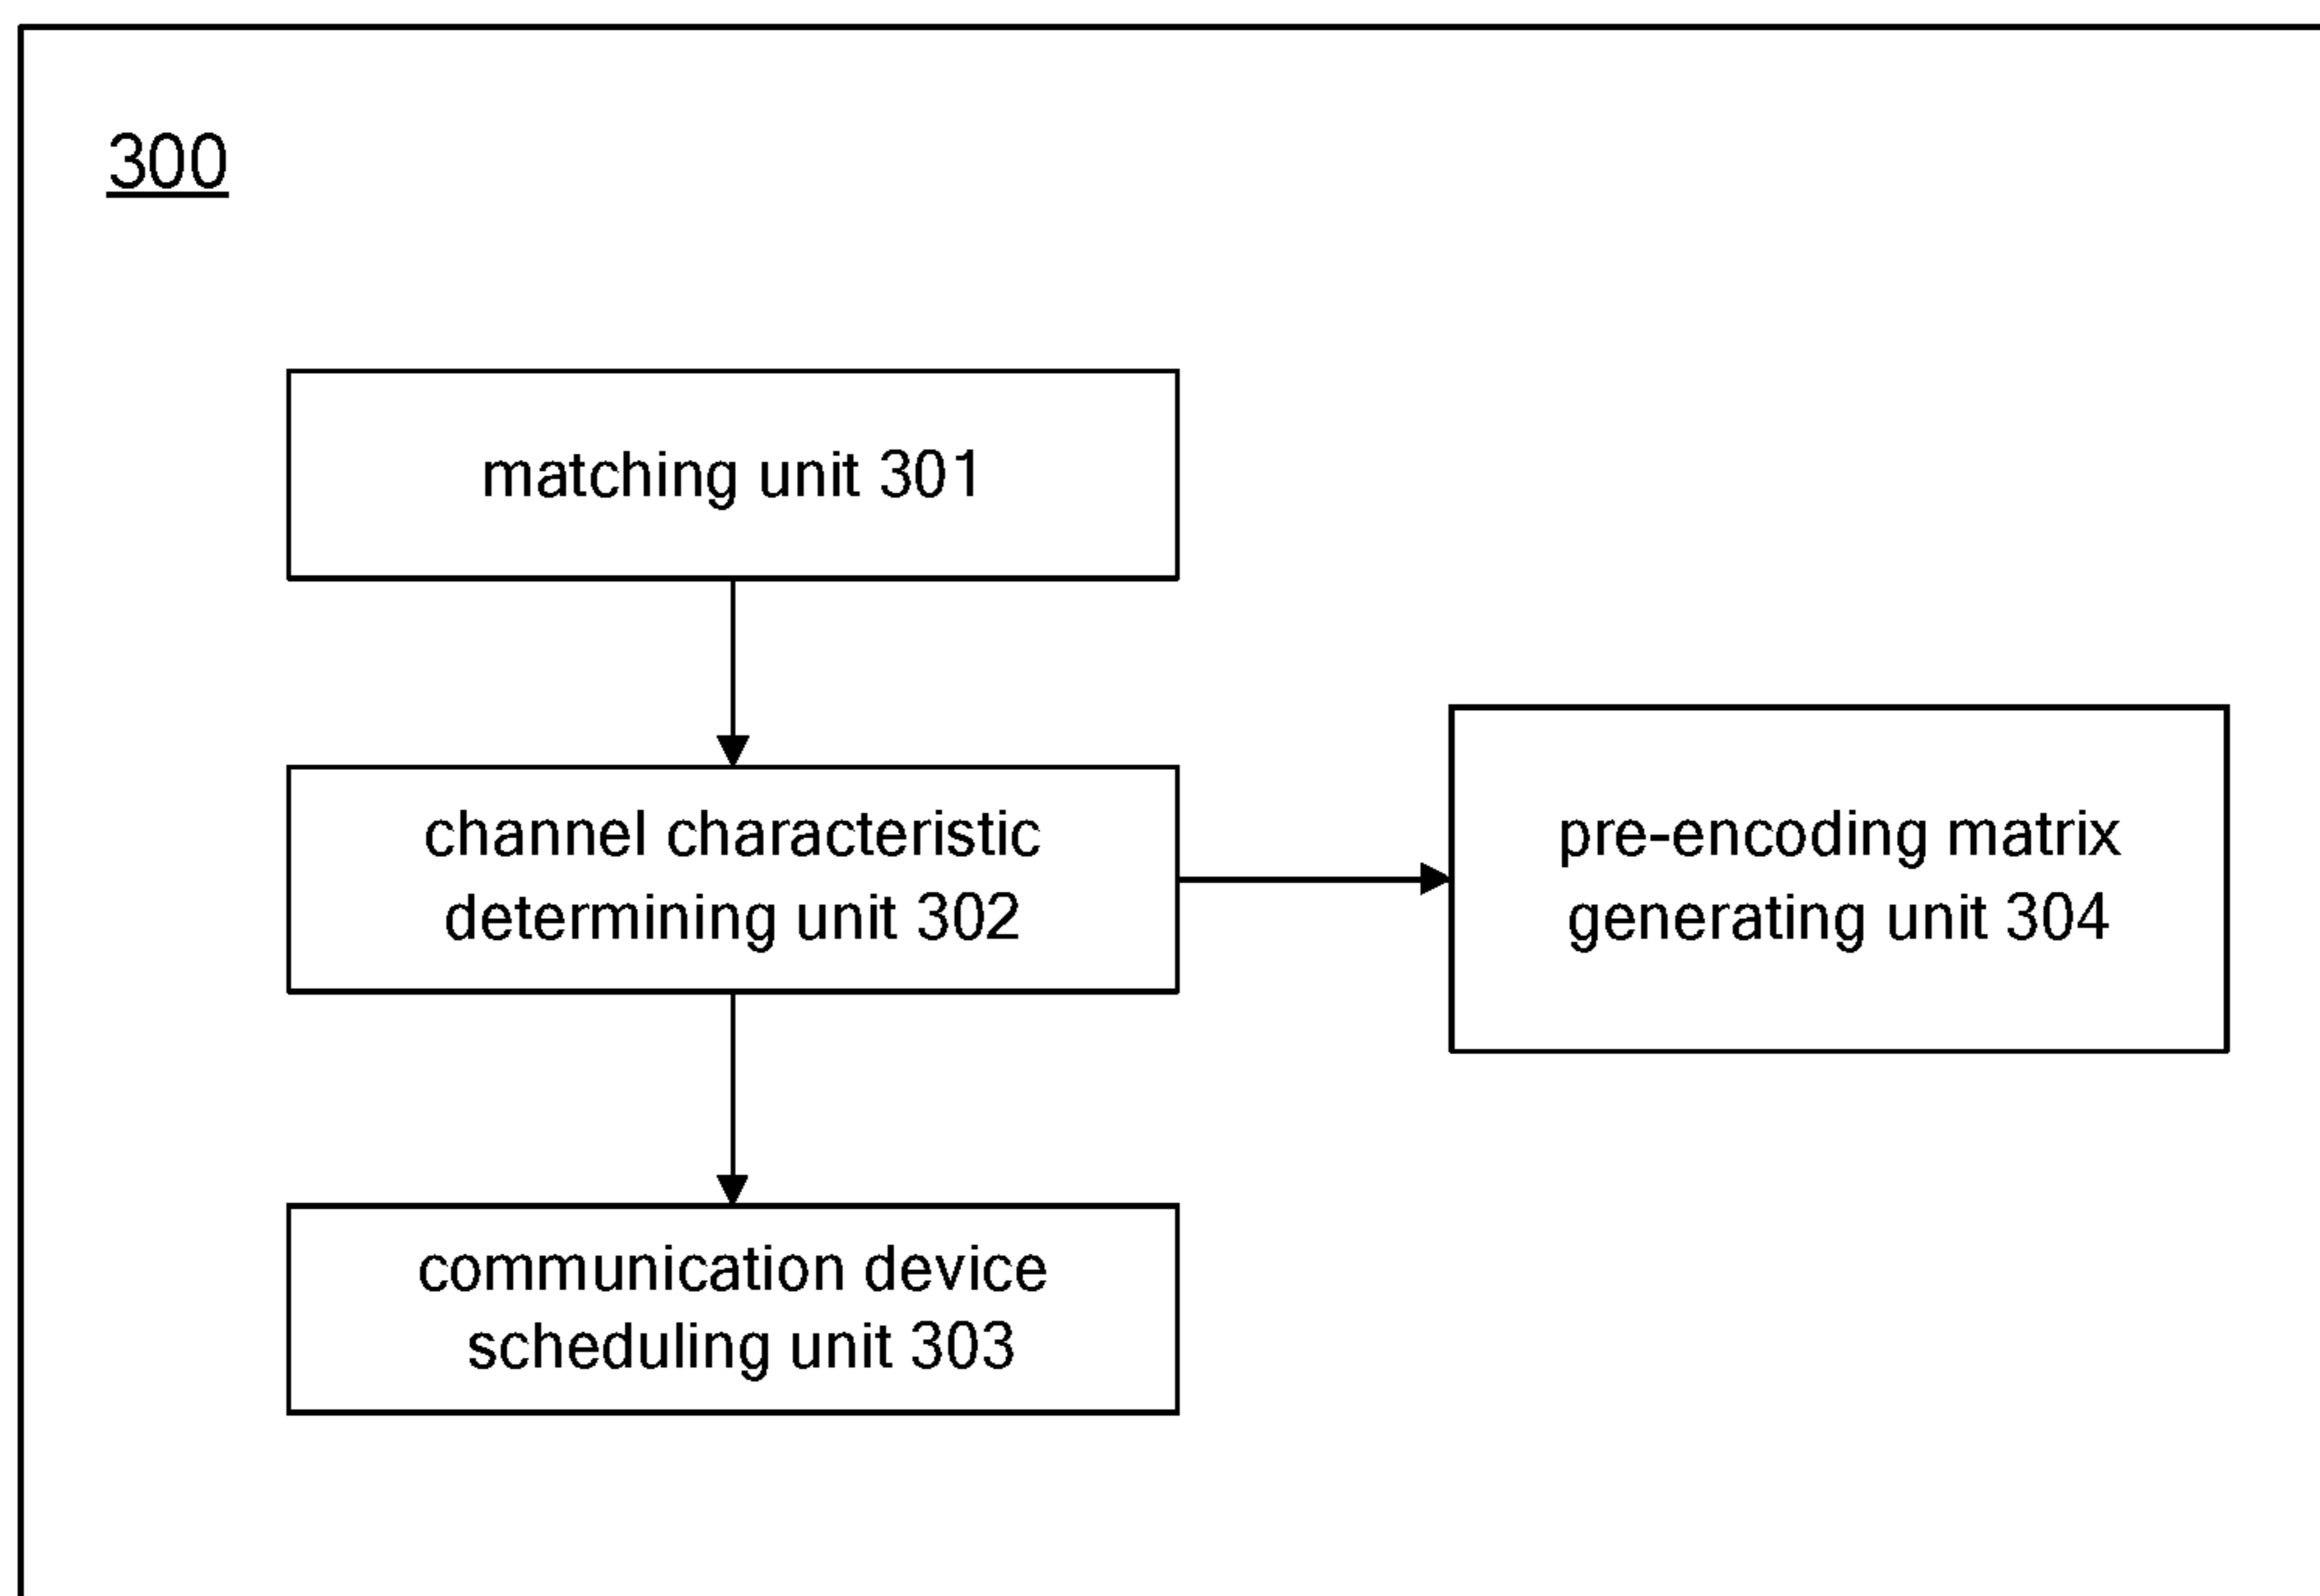 300
matching unit 301
channel characteristic
determining unit 302
pre-encoding matrix
generating unit 304
communication device
scheduling unit 303